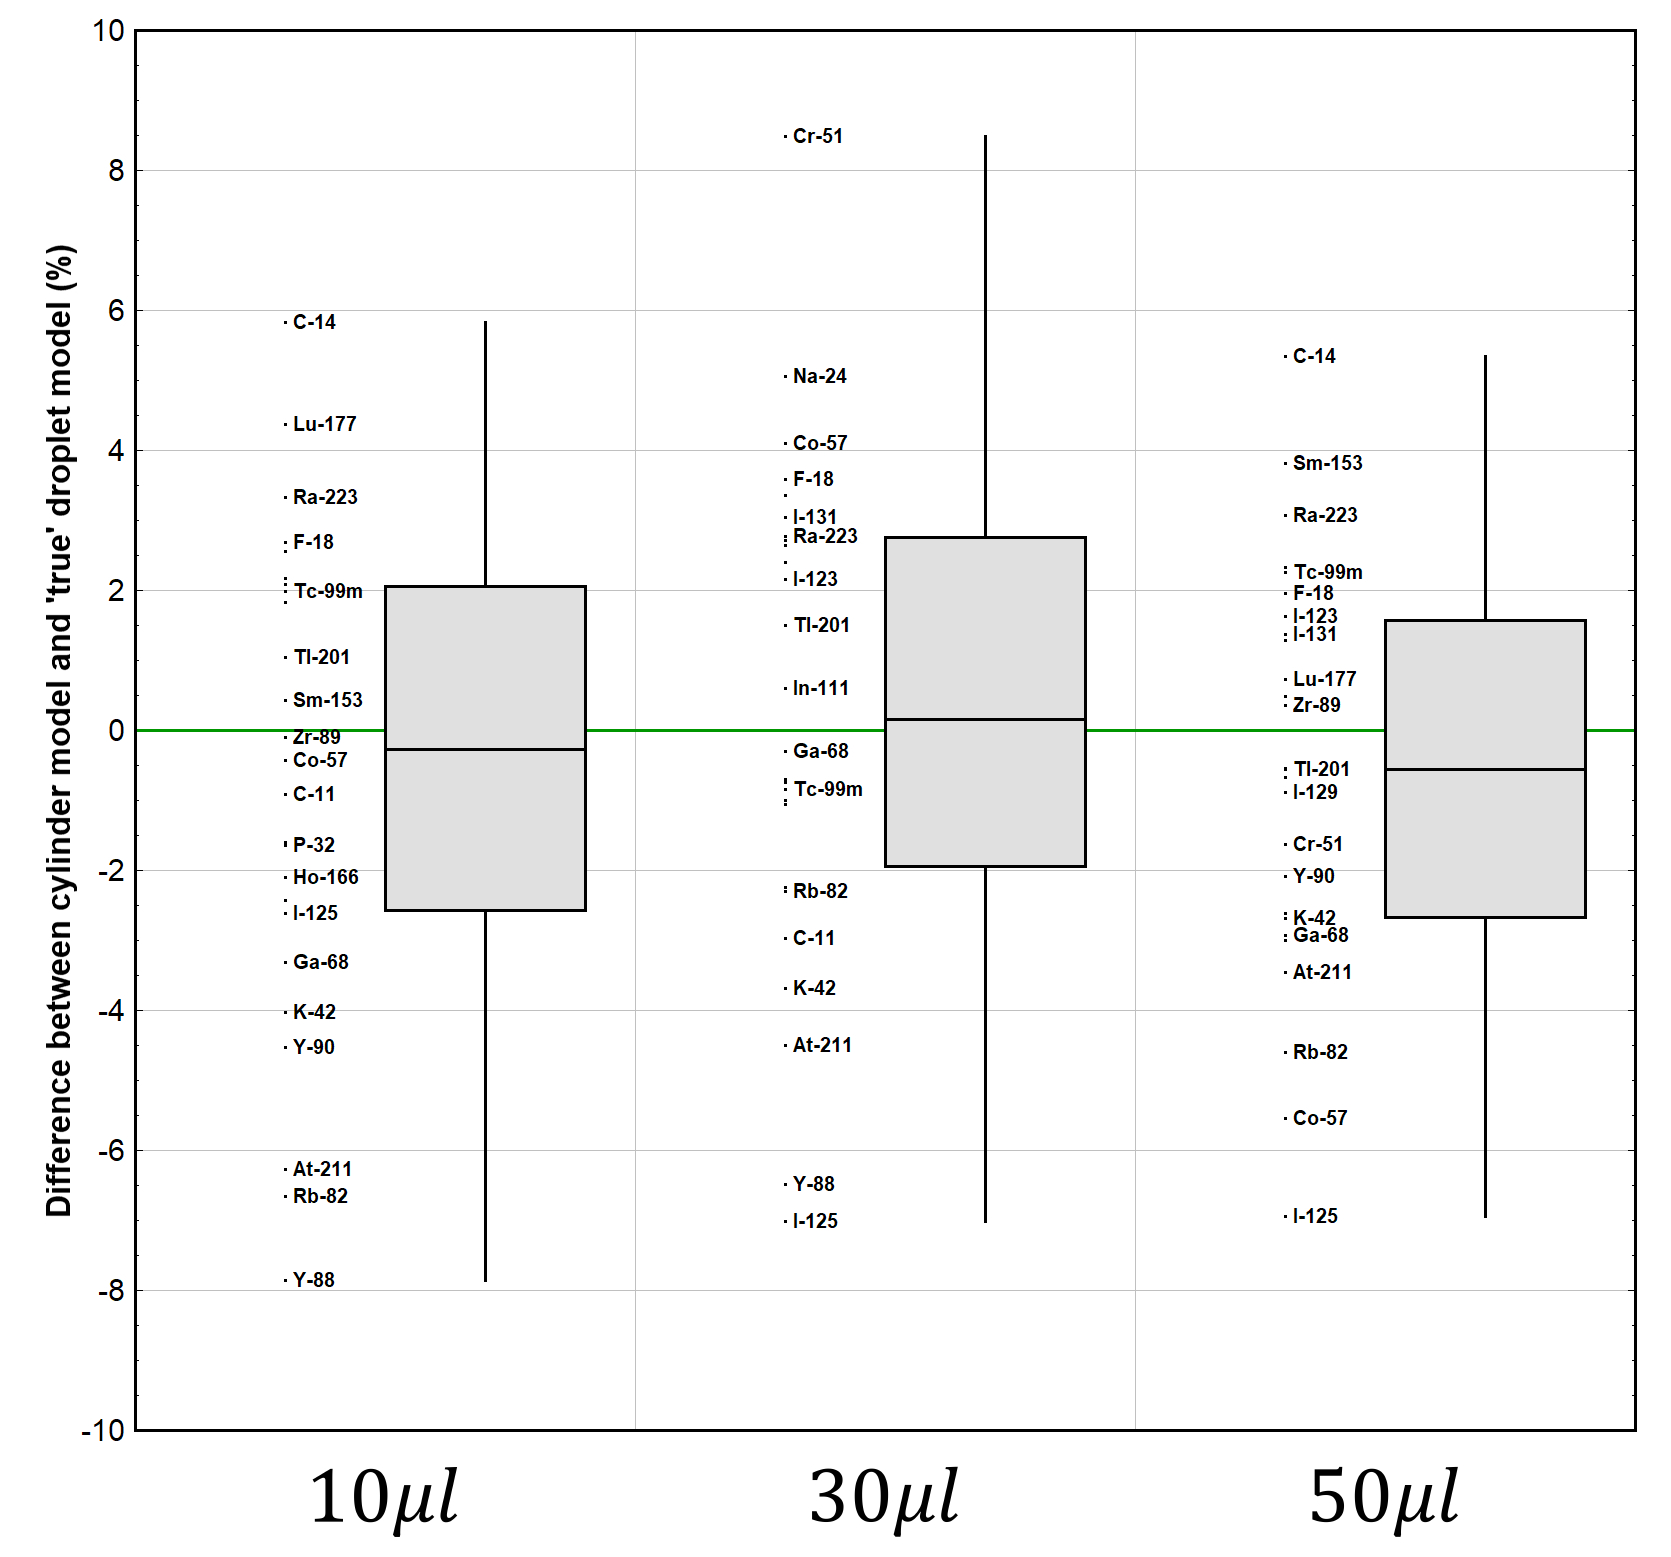 Difference between cylinder model and 'true' droplet model (%)
10
8
6
4
2
0
-2
-4
-6
-8
-10
C-14
Lu-177
Ra-223
F-18
Tc-99m
Tl-201
Sm-153
Zr-89
Co-57
C-11
P-32
Ho-166
I-125
Ga-68
K-42
Y-90
At-211
Rb-82
Y-88
Cr-51
Na-24
Co-57
F-18
I-131
Ra-223
I-123
Tl-201
In-111
Ga-68
Tc-99m
Rb-82
C-11
K-42
At-211
Y-88
I-125
C-14
Sm-153
Ra-223
Tc-99m
F-18
I-123
I-131
Lu-177
Zr-89
Tl-201
I-129
Cr-51
Y-90
K-42
Ga-68
At-211
Rb-82
Co-57
I-125
10μl
30μl
50μl